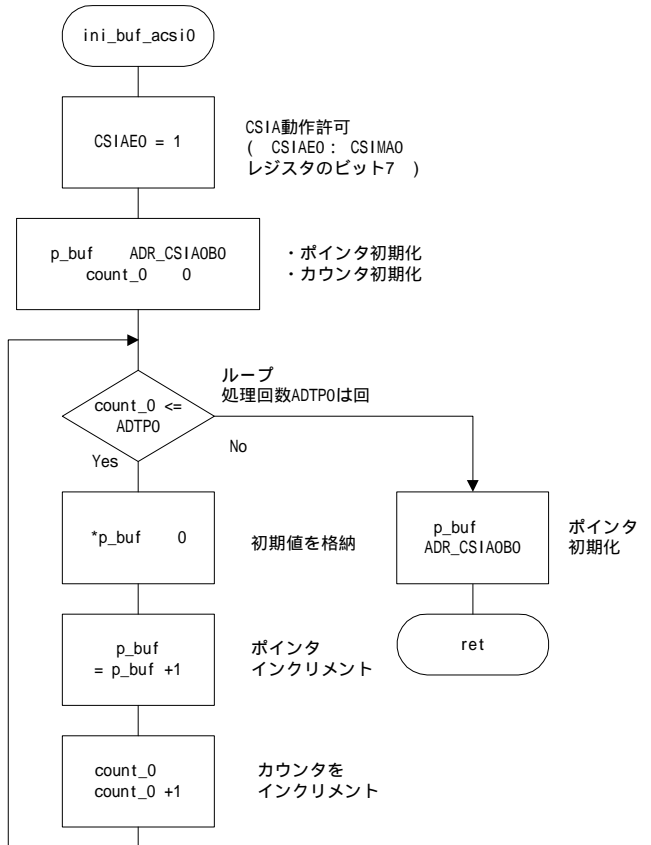 ini_buf_acsi0
CSIAE0 = 1
CSIA動作許可
( CSIAE0 : CSIMA0
レジスタのビット7 )
p_buf ADR_CSIA0B0
count_0 0
・ポインタ初期化
・カウンタ初期化
ループ
処理回数ADTP0は回
count_0 <=
ADTP0
Yes
No
*p_buf 0
初期値を格納
p_buf
ADR_CSIA0B0
ポインタ
初期化
p_buf
= p_buf +1
ポインタ
インクリメント
ret
count_0
count_0 +1
カウンタを
インクリメント